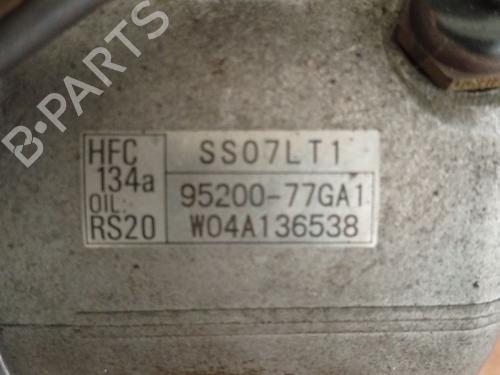 B-PARTS
HFC
134a
OIL:
RS20
SS07LT1
95200-77GA1
W04A136538